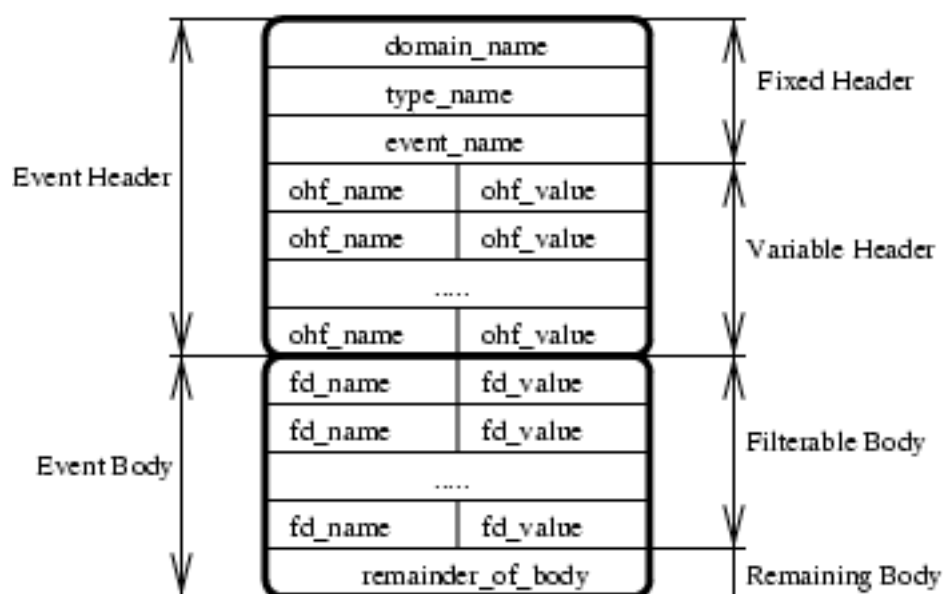 domain_name
Fixed Header
type_name
event_name
Event Header
ohf_name ohf_value
ohf_name ohf_value
Variable Header
.....
ohf_name ohf_value
fd_name fd_value
fd_name fd_value
Filterable Body
Event Body
.....
fd_name fd_value
remainder_of_body
Remaining Body